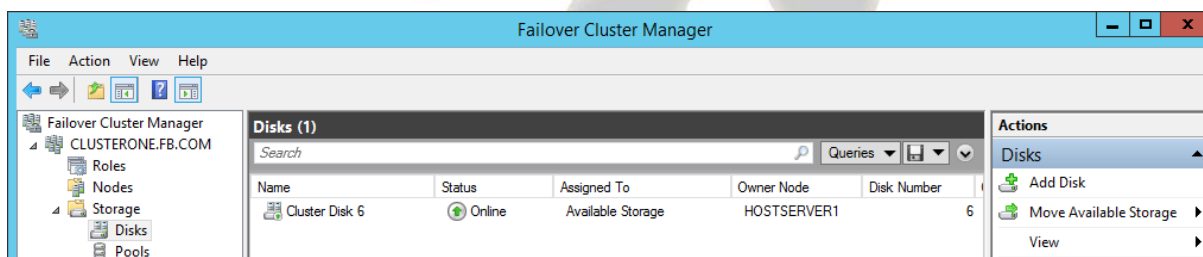 Failover Cluster Manager
File Action View Help
Failover Cluster Manager
CLUSTERONE.FB.COM
Roles
Nodes
Storage
Disks
Pools
Disks (1)
Search
Queries
Name Status Assigned To Owner Node Disk Number
Cluster Disk 6 Online Available Storage HOSTSERVER1 6
Actions
Disks
Add Disk
Move Available Storage
View